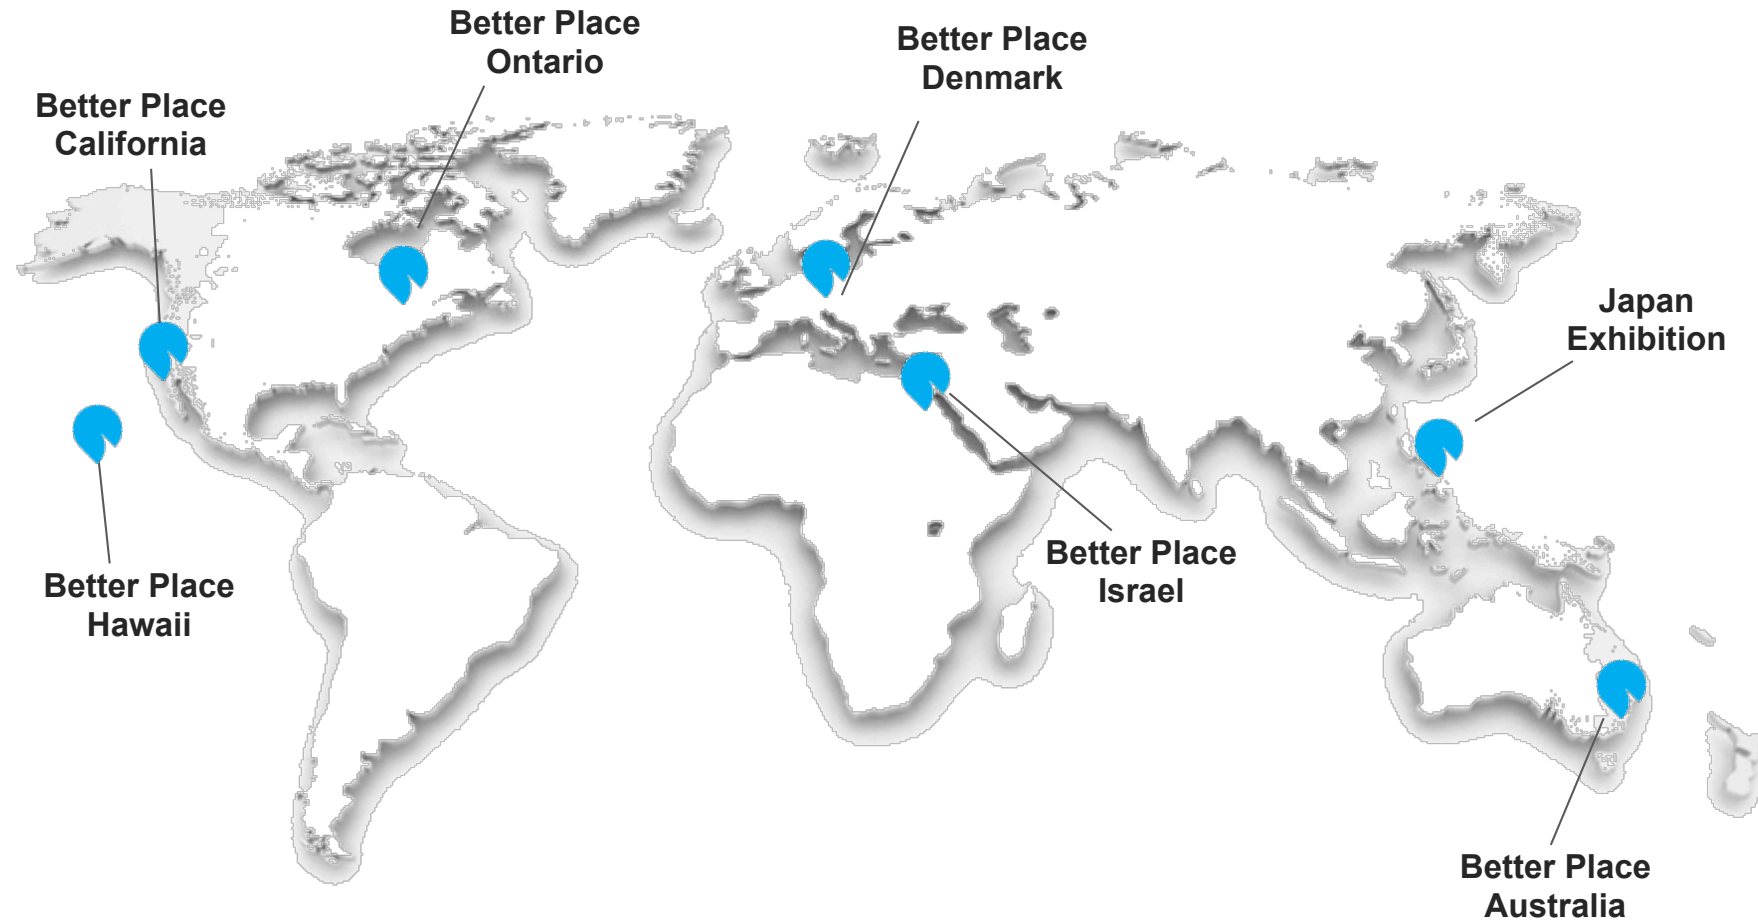 Better Place
Ontario
Better Place
Denmark
Better Place
California
Japan
Exhibition
Better Place
Israel
Better Place
Hawaii
Better Place
Australia